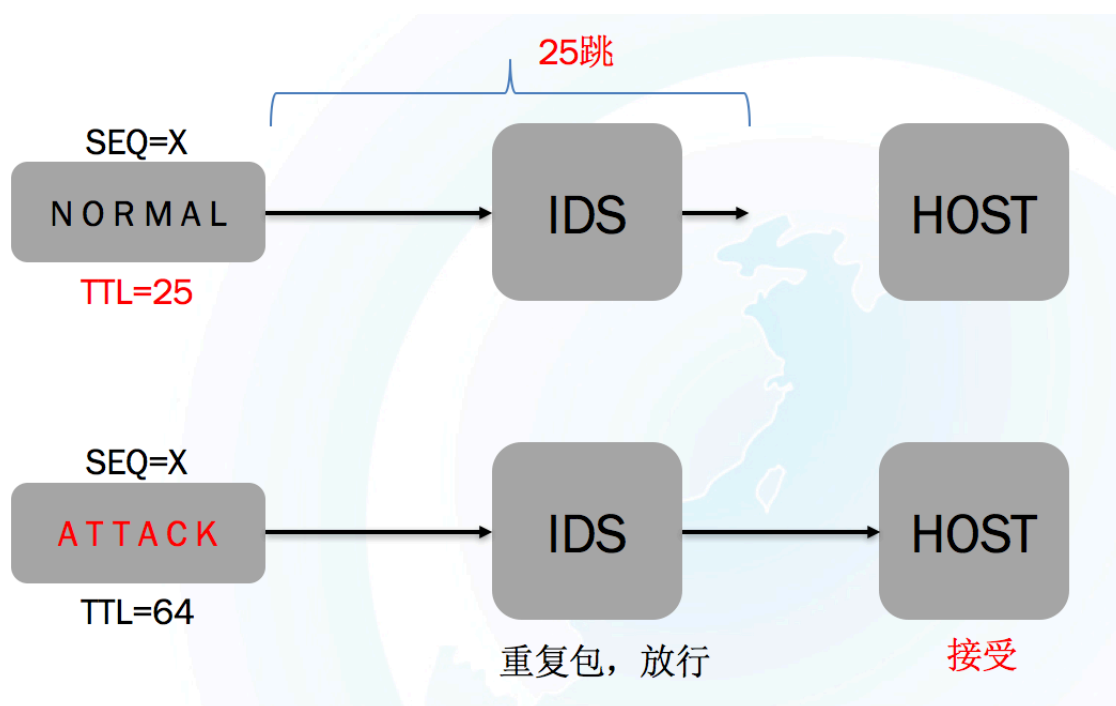 25跳
SEQ=X
NORMAL
IDS
HOST
TTL=25
SEQ=X
ATTACK
IDS
HOST
TTL=64
重复包，放行
接受